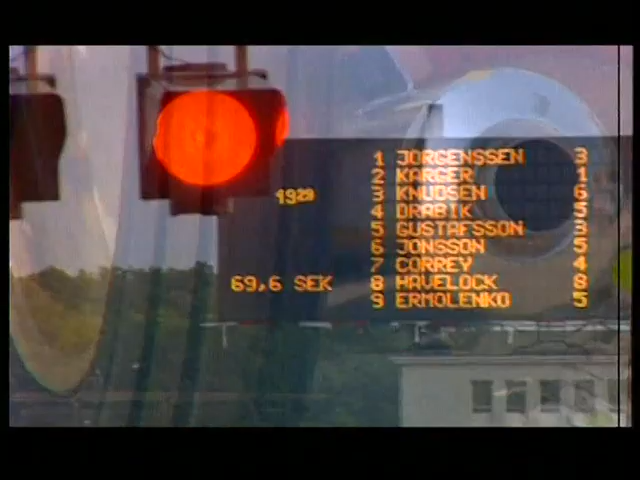 1 JORGENSSEN 3
2 KARGER 1
1929 3 KNUDSEN 6
4 DRABIK 5
5 GUSTAFSSON 3
6 JONSSON 5
7 CORREY 4
69,6 SEK 8 HAVELOCK 8
9 ERMOLENKO 5